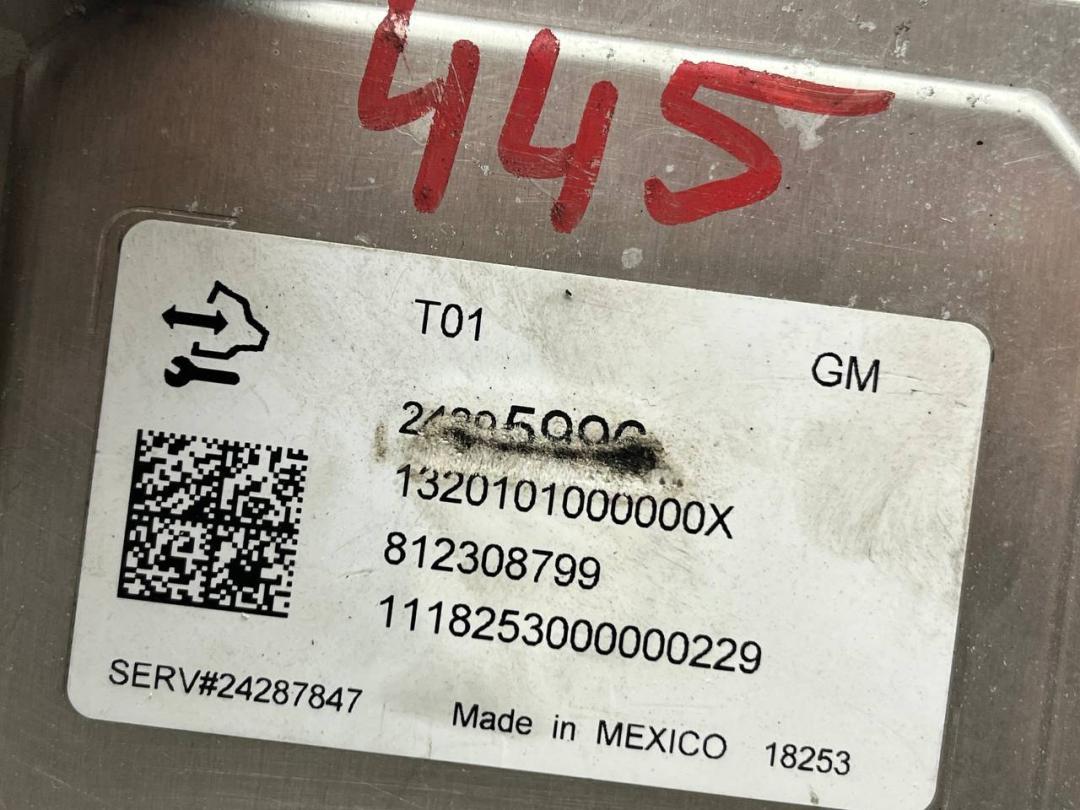 445
T01
GM
1320101000000X
812308799
1118253000000229
SERV#24287847
Made in MEXICO 18253